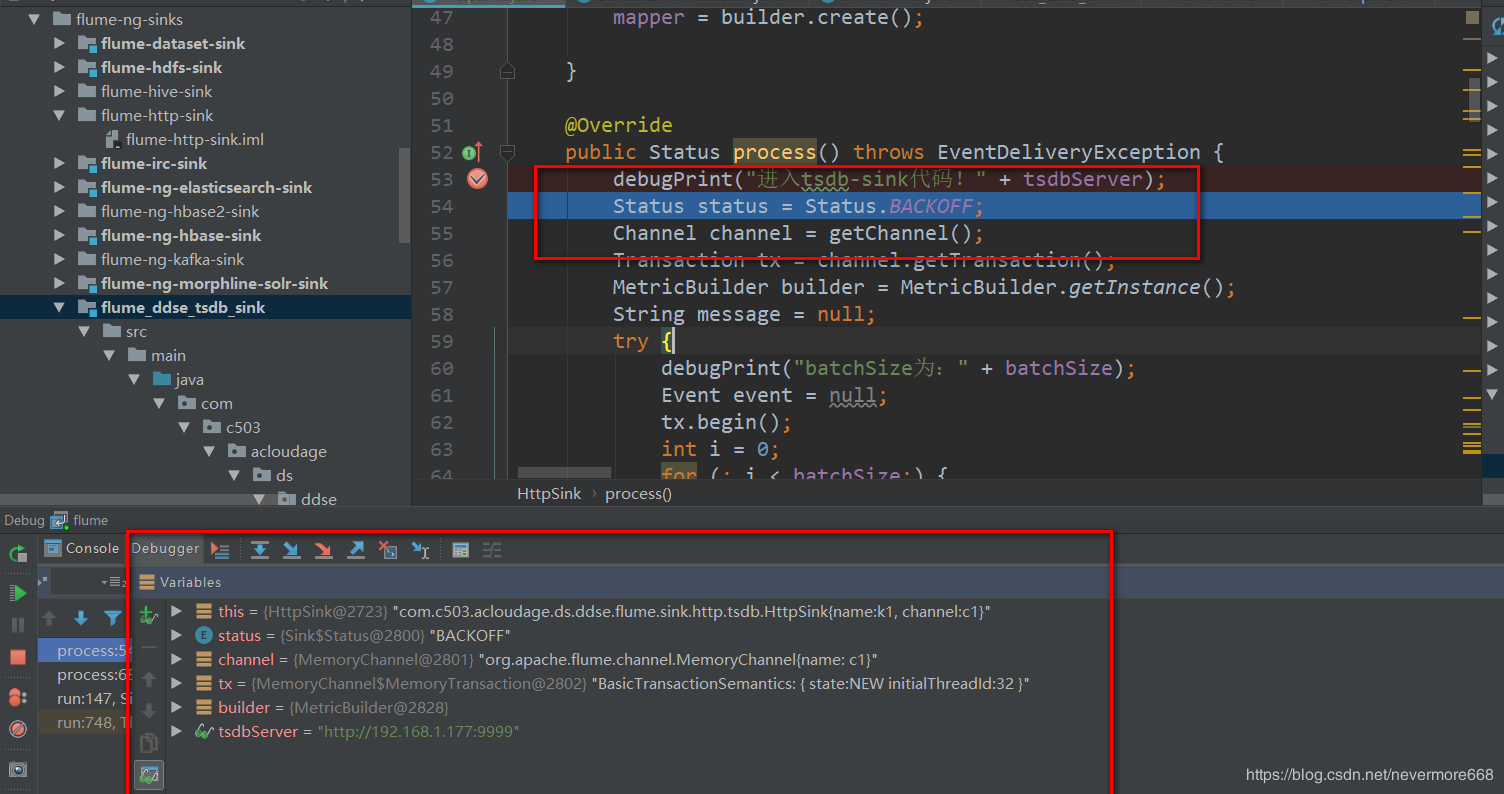 flume-ng-sinks
flume-dataset-sink
flume-hdfs-sink
flume-hive-sink
flume-http-sink
flume-http-sink.iml
flume-irc-sink
flume-ng-elasticsearch-sink
flume-ng-hbase2-sink
flume-ng-hbase-sink
flume-ng-kafka-sink
flume-ng-morphline-solr-sink
flume_ddse_tsdb_sink
src
main
java
com
c503
acloudage
ds
ddse
47 mapper = builder.create();
48
49 }
50
51 @Override
52 public Status process() throws EventDeliveryException {
53 debugPrint("进入tsdb-sink代码！" + tsdbServer);
54 Status status = Status.BACKOFF;
55 Channel channel = getChannel();
56 Transaction tx = channel.getTransaction();
57 MetricBuilder builder = MetricBuilder.getInstance();
58 String message = null;
59 try {
60 debugPrint("batchSize为：" + batchSize);
61 Event event = null;
62 tx.begin();
63 int i = 0;
64 for (; i < batchSize;) {
HttpSink › process()
Debug flume
Console Debugger
Variables
process:54
process:68
run:147, Si
run:748, Th
this = {HttpSink@2723} "com.c503.acloudage.ds.ddse.flume.sink.http.tsdb.HttpSink{name:k1, channel:c1}"
status = {Sink$Status@2800} "BACKOFF"
channel = {MemoryChannel@2801} "org.apache.flume.channel.MemoryChannel{name: c1}"
tx = {MemoryChannel$MemoryTransaction@2802} "BasicTransactionSemantics: { state:NEW initialThreadId:32 }"
builder = {MetricBuilder@2828}
tsdbServer = "http://192.168.1.177:9999"
https://blog.csdn.net/nevermore668